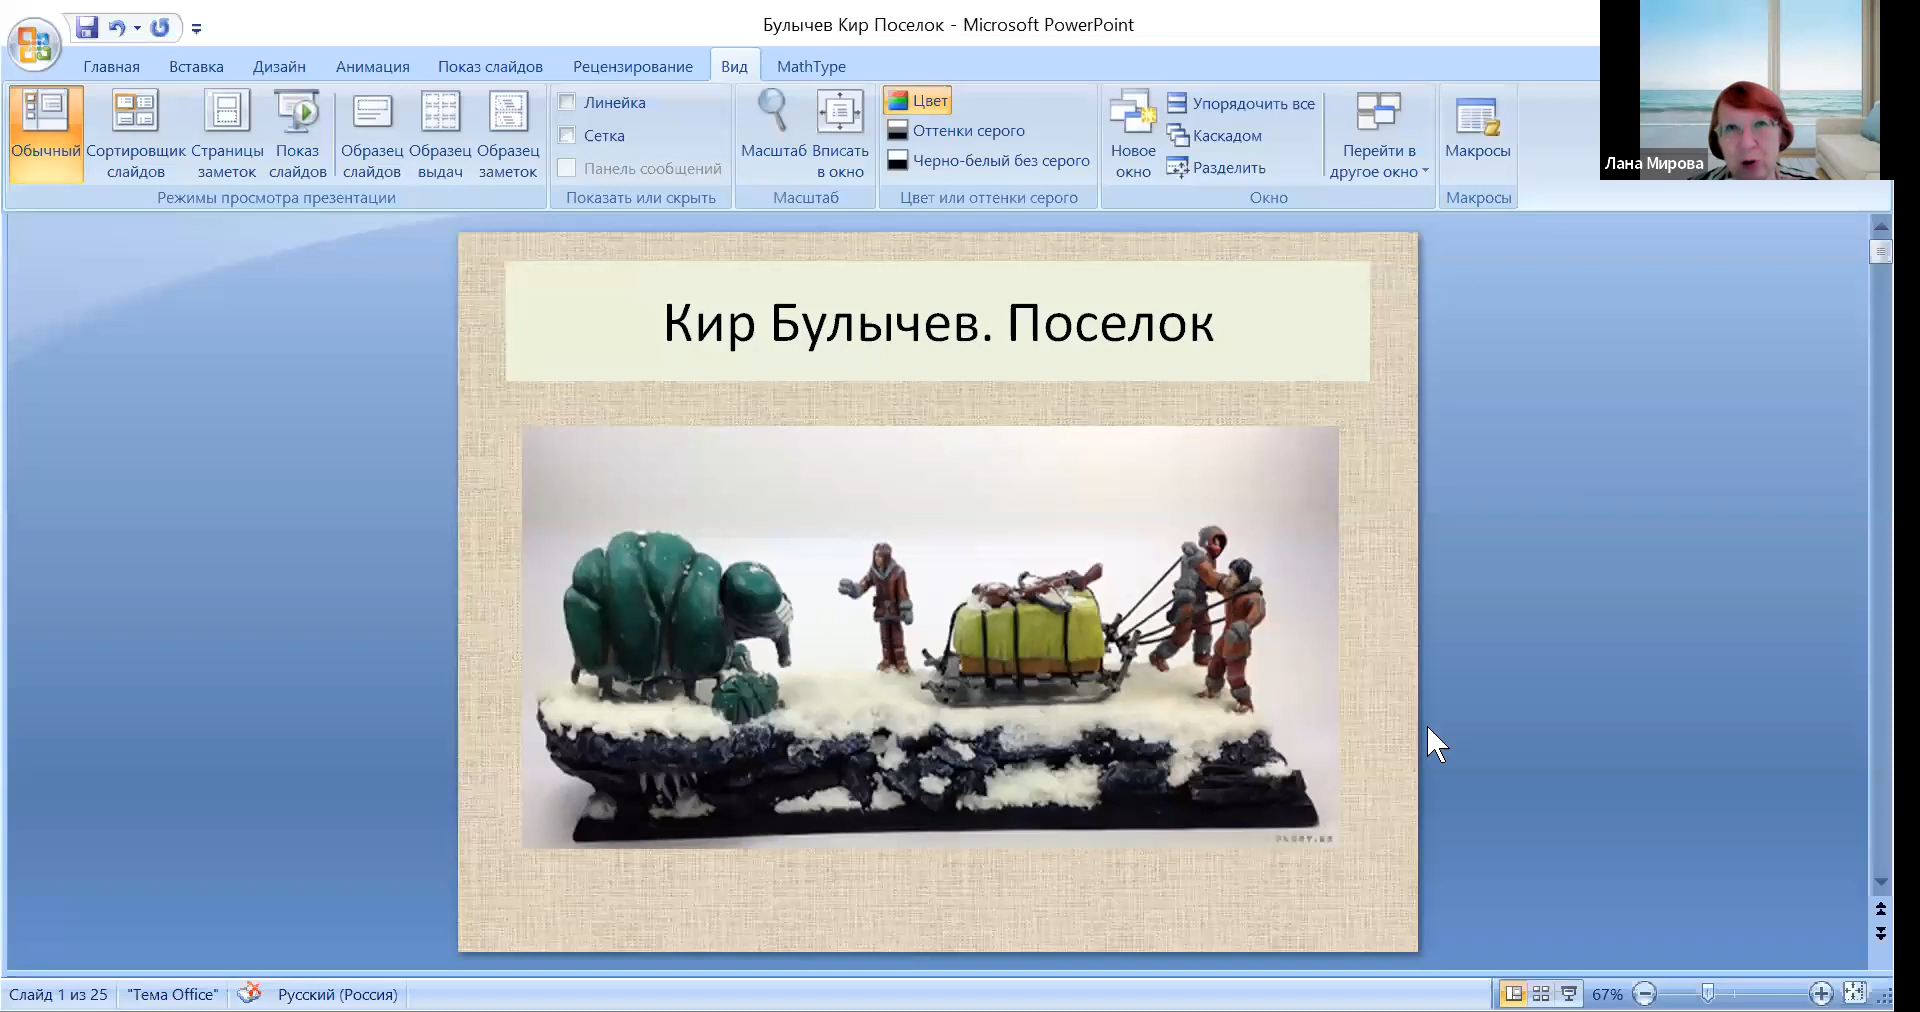 Булычев Кир Поселок - Microsoft PowerPoint
Главная Вставка Дизайн Анимация Показ слайдов Рецензирование Вид MathType
Обычный
Сортировщик слайдов
Страницы заметок
Показ слайдов
Образец слайдов
Образец выдач
Образец заметок
Режимы просмотра презентации
Линейка
Сетка
Панель сообщений
Показать или скрыть
Масштаб
Вписать в окно
Масштаб
Цвет
Оттенки серого
Черно-белый без серого
Цвет или оттенки серого
Новое окно
Упорядочить все
Каскадом
Разделить
Перейти в другое окно
Окно
Макросы
Макросы
Лана Мирова
Кир Булычев. Поселок
Слайд 1 из 25 "Тема Office" Русский (Россия) 67%